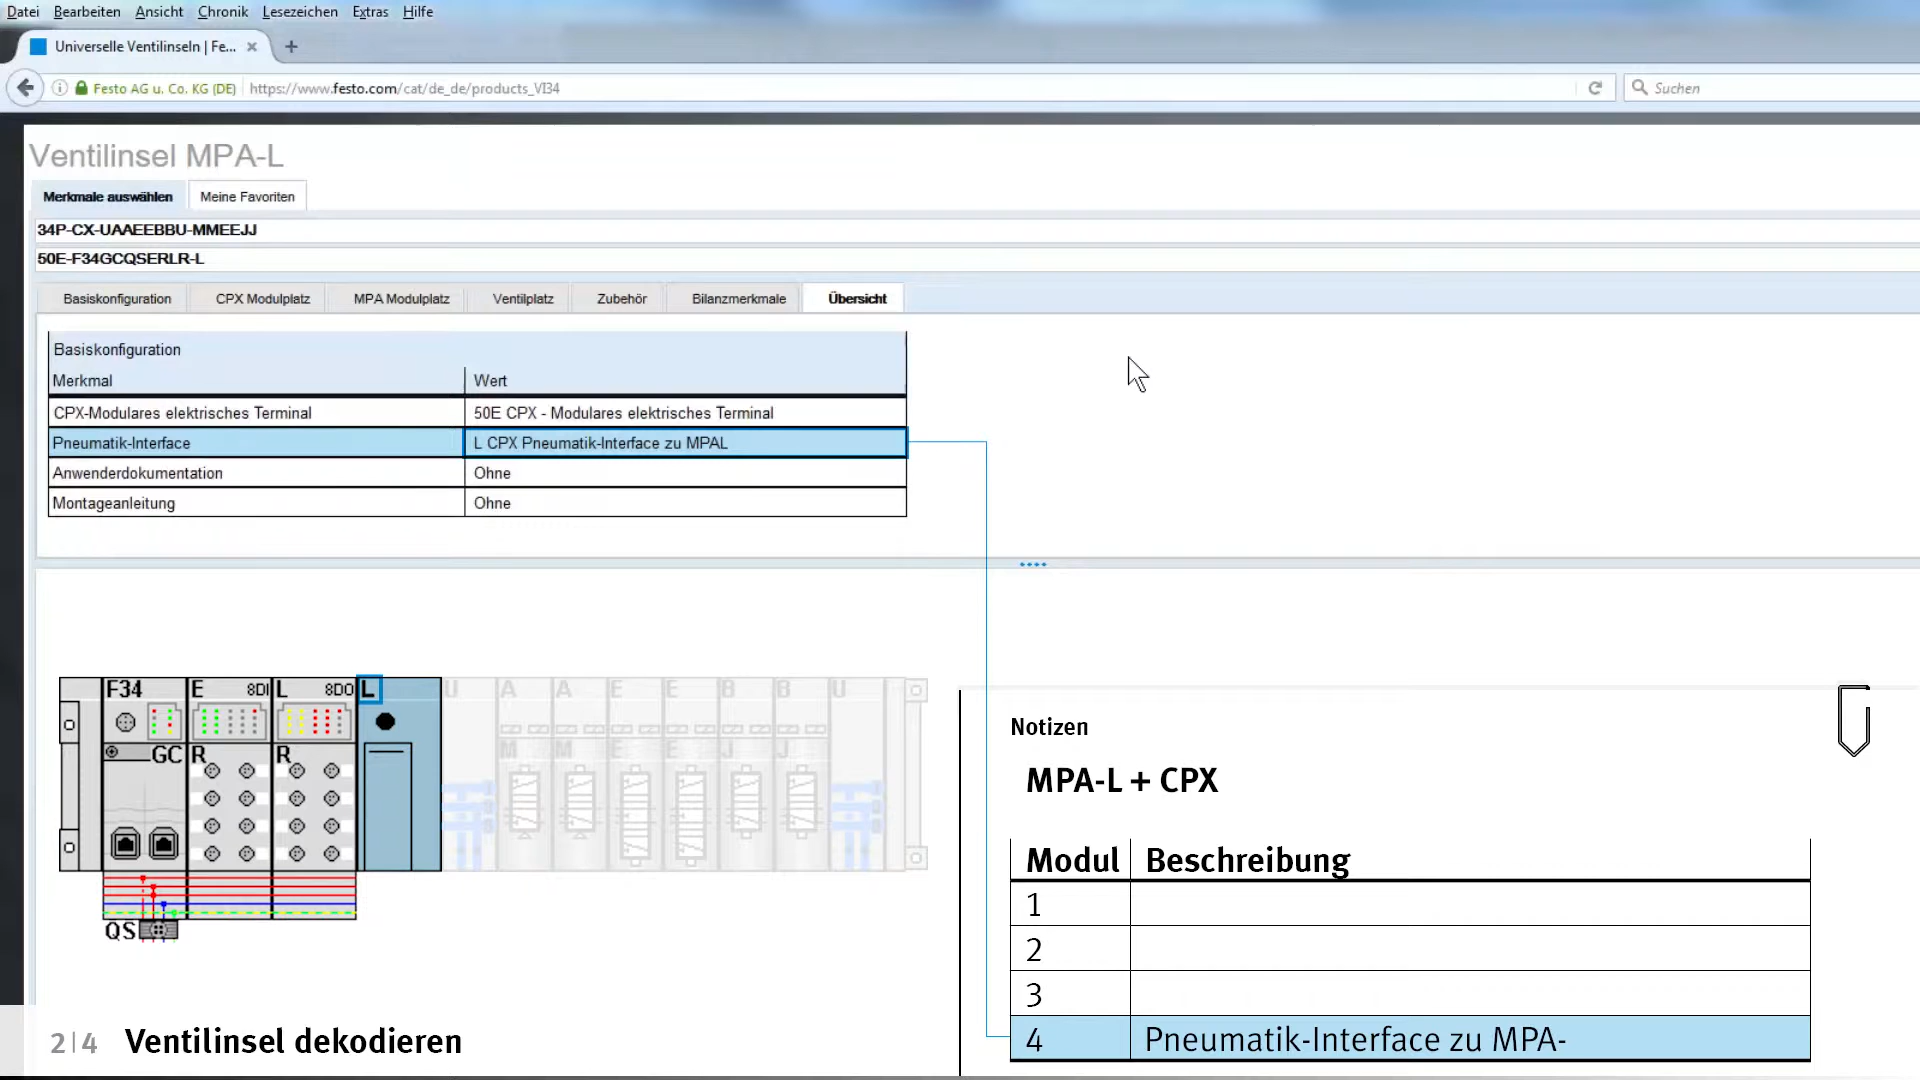 Datei Bearbeiten Ansicht Chronik Lesezeichen Extras Hilfe
Universelle Ventilinseln | Fe...
Festo AG u. Co. KG (DE) https://www.festo.com/cat/de_de/products_VI34 Suchen
Ventilinsel MPA-L
Merkmale auswählen Meine Favoriten
34P-CX-UAAEEBBU-MMEEJJ
50E-F34GCQSERLR-L
Basiskonfiguration CPX Modulplatz MPA Modulplatz Ventilplatz Zubehör Bilanzmerkmale Übersicht
Basiskonfiguration
Merkmal Wert
CPX-Modulares elektrisches Terminal 50E CPX - Modulares elektrisches Terminal
Pneumatik-Interface L CPX Pneumatik-Interface zu MPAL
Anwenderdokumentation Ohne
Montageanleitung Ohne
F34 E 8DI L 8DO L U A A E E B B U
GC R R M M E E J J
QS
Notizen
MPA-L + CPX
Modul Beschreibung
1
2
3
4 Pneumatik-Interface zu MPA-
2|4 Ventilinsel dekodieren